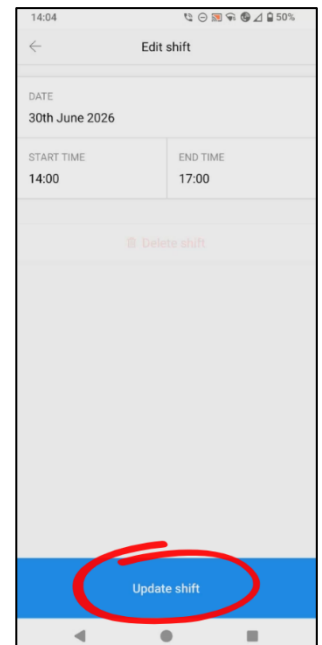 14:04
50%
Edit shift
DATE
30th June 2026
START TIME
END TIME
14:00
17:00
Delete shift
Update shift